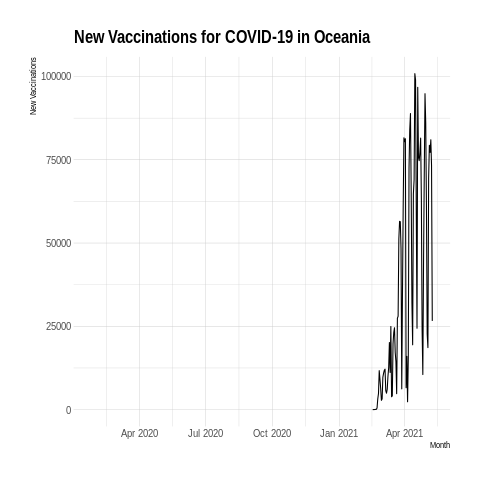 New Vaccinations for COVID-19 in Oceania
New Vaccinations
100000
75000
50000
25000
0
Apr 2020 Jul 2020 Oct 2020 Jan 2021 Apr 2021
Month